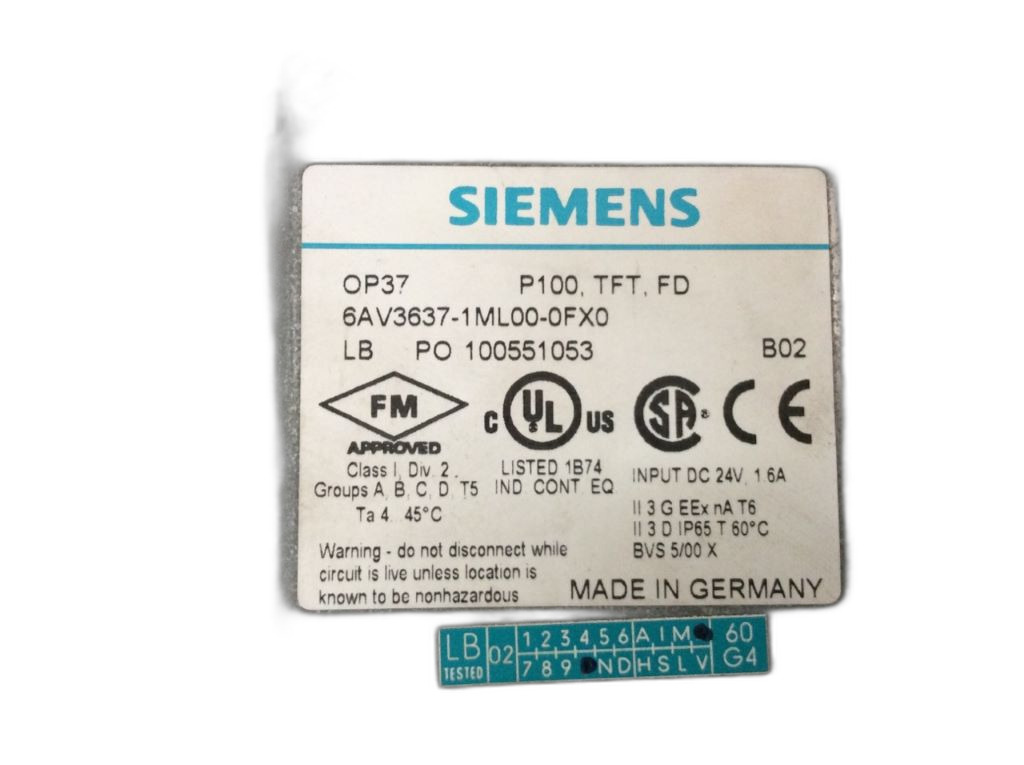 SIEMENS
OP37 P100, TFT, FD
6AV3637-1ML00-0FX0
LB PO 100551053 B02
FM
APPROVED
C UL US
SA
CE
Class I, Div. 2
Groups A, B, C, D, T5
Ta 4...45°C
LISTED 1B74
IND CONT EQ
INPUT DC 24V, 1.6A
II 3 G EEx nA T6
II 3 D IP65 T 60°C
BVS 5/00 X
Warning - do not disconnect while
circuit is live unless location is
known to be nonhazardous
MADE IN GERMANY
LB TESTED 02
1 2 3 4 5 6 A I M 60
7 8 9 N D H S L V G4